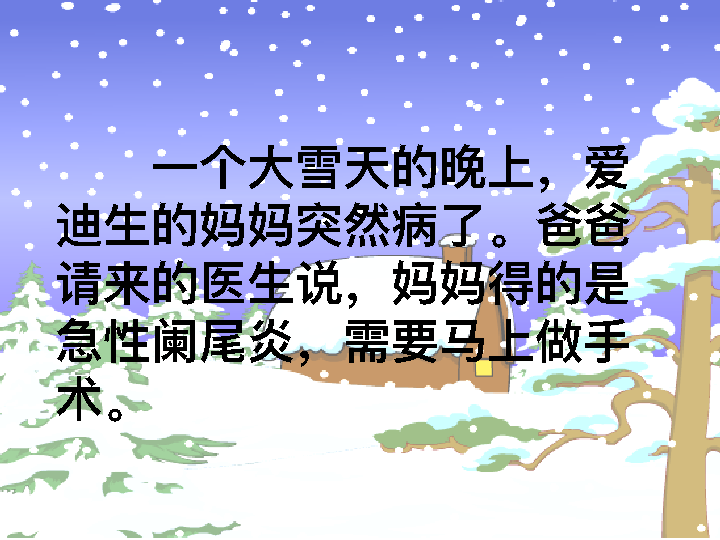 一个大雪天的晚上，爱
迪生的妈妈突然病了。爸爸
请来的医生说，妈妈得的是
急性阑尾炎，需要马上做手
术。